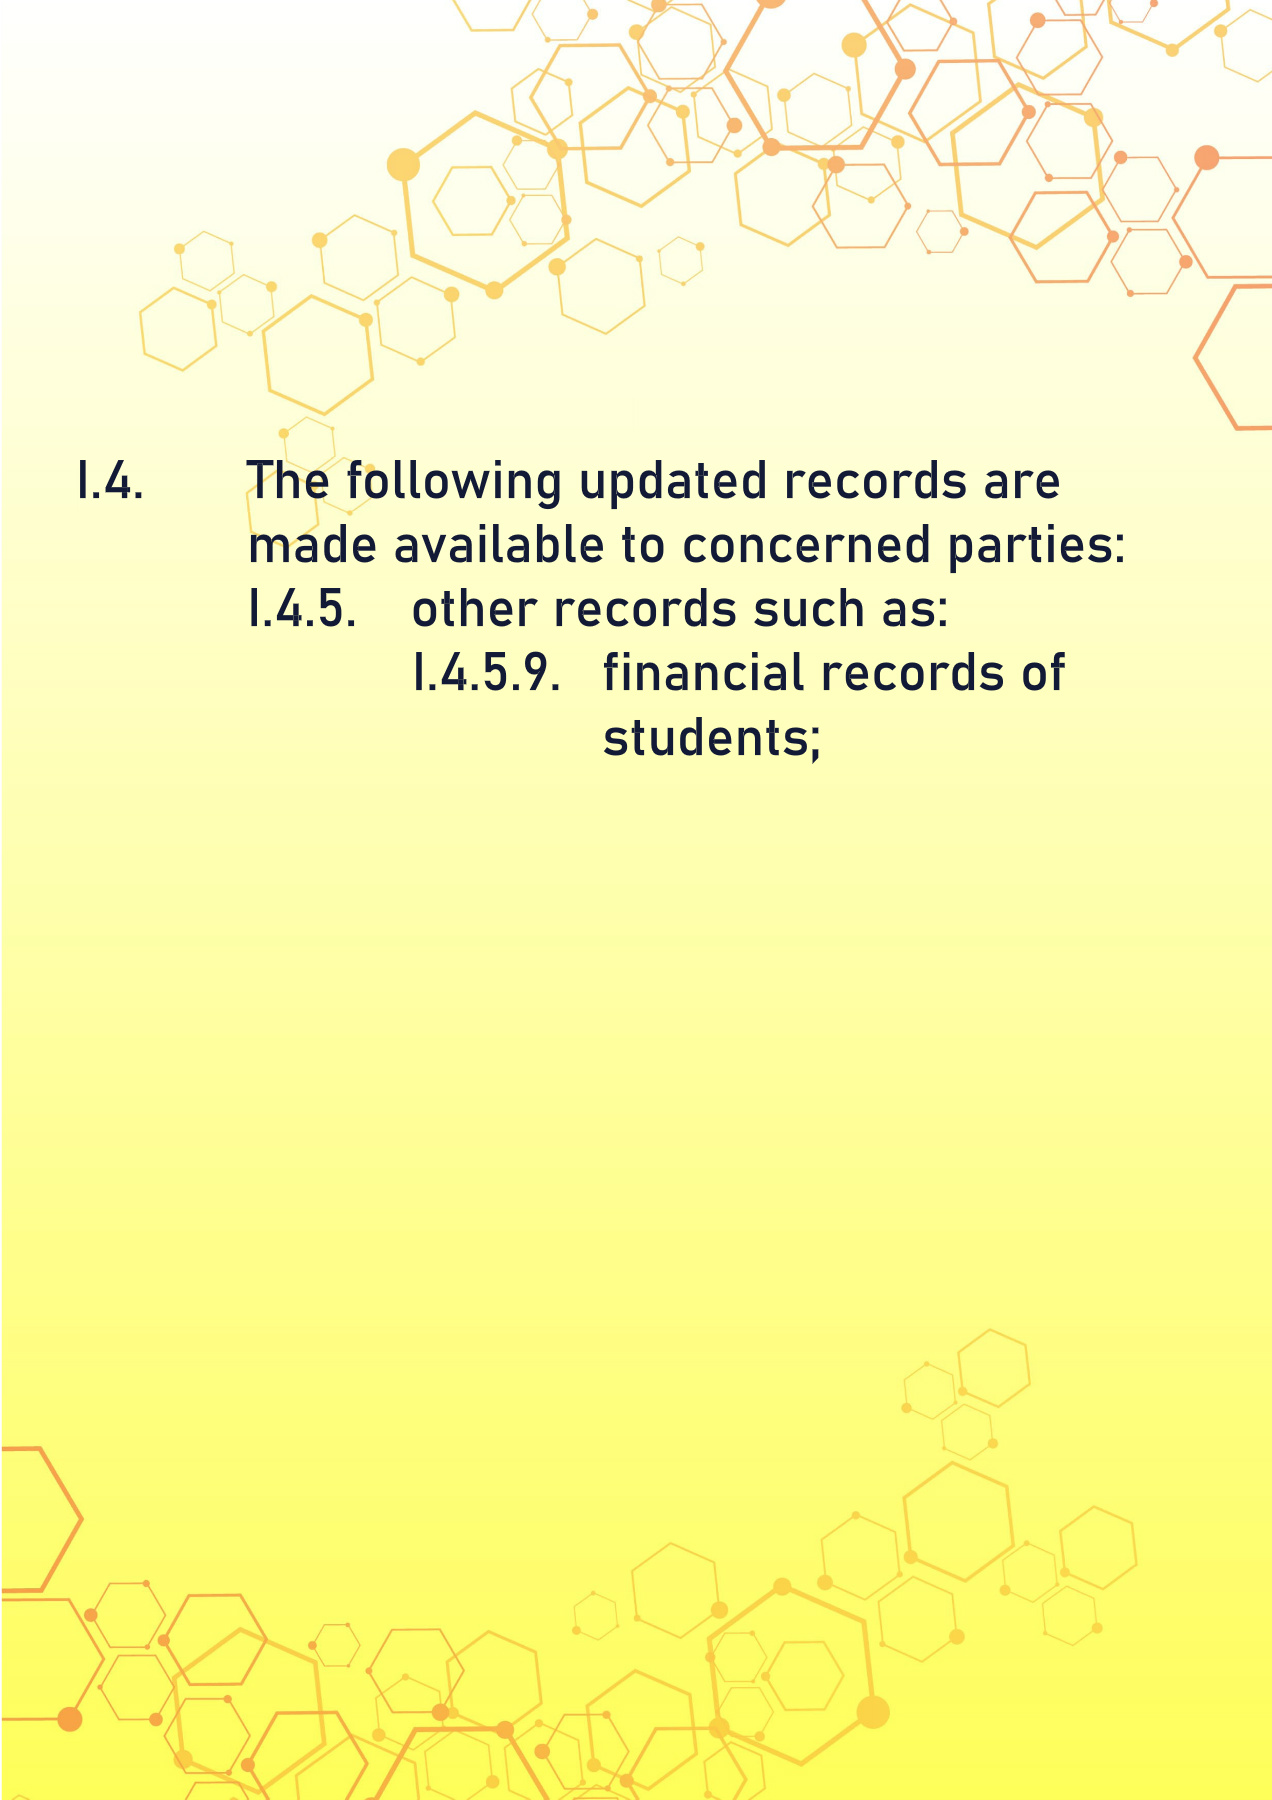 I.4. The following updated records are
made available to concerned parties:
I.4.5. other records such as:
I.4.5.9. financial records of
students;